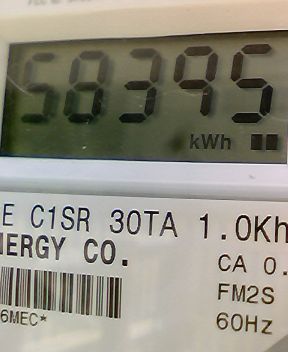 58395
kWh
E C1SR 30TA 1.0Kh
NERGY CO.
CA 0.
FM2S
6MEC*
60Hz